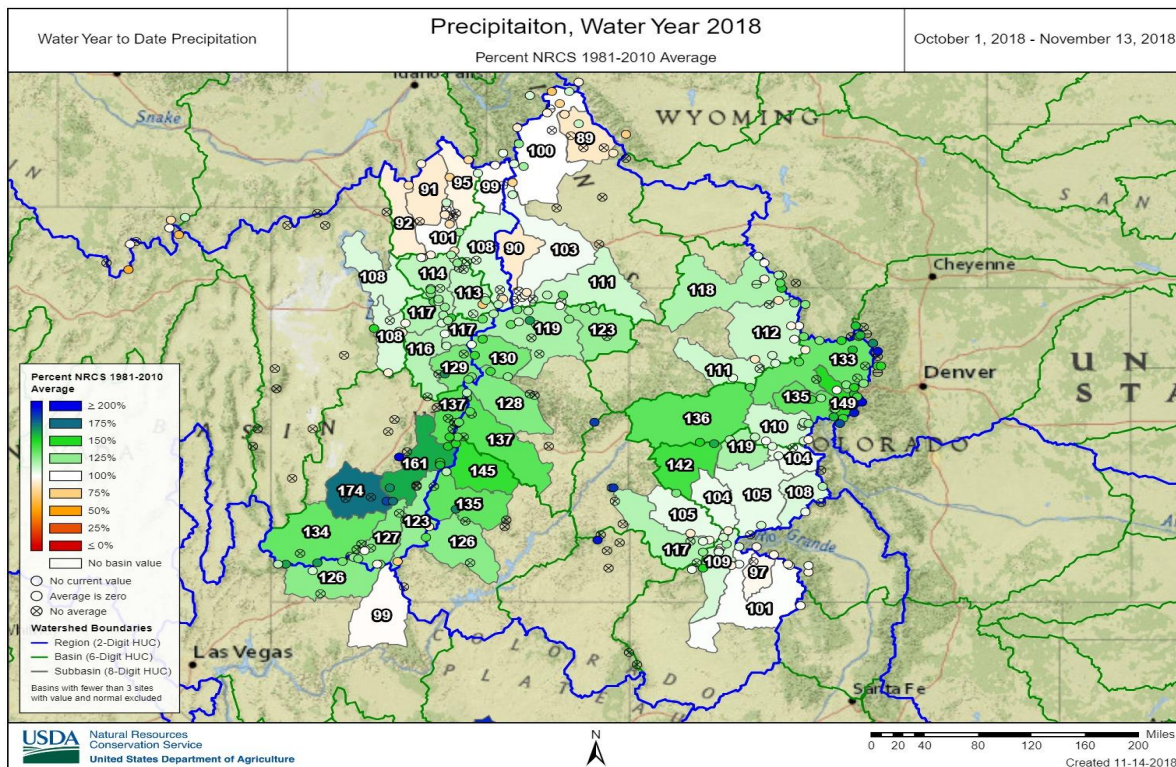 Water Year to Date Precipitation
Precipitaiton, Water Year 2018
Percent NRCS 1981-2010 Average
October 1, 2018 - November 13, 2018
Idaho Fall
Snake
WYOMING
89
100
91
95
99
92
101
108
90
103
SAN
108
114
113
111
118
Cheyenne
117
117
119
123
112
108
116
130
133
UN
129
111
Denver
STA
137
128
135
149
BASIN
136
110
137
119
COLORADO
161
142
104
145
174
104
105
108
135
105
134
123
127
126
117
Rio Grande
126
109
97
99
101
COLORADO
PLATEAU
Las Vegas
Santa Fe
Percent NRCS 1981-2010
Average
≥ 200%
175%
150%
125%
100%
75%
50%
25%
≤ 0%
No basin value
No current value
Average is zero
No average
Watershed Boundaries
Region (2-Digit HUC)
Basin (6-Digit HUC)
Subbasin (8-Digit HUC)
Basins with fewer than 3 sites
with value and normal excluded
USDA
Natural Resources
Conservation Service
United States Department of Agriculture
N
Miles
0 20 40 80 120 160 200
Created 11-14-2018